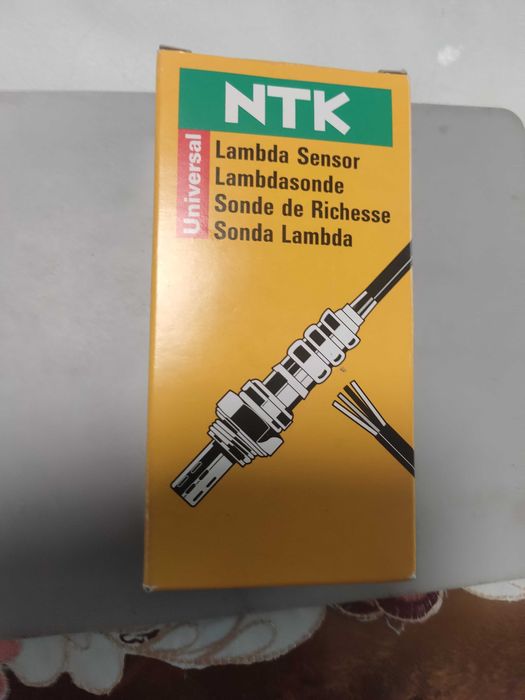 NTK
Universal
Lambda Sensor
Lambdasonde
Sonde de Richesse
Sonda Lambda